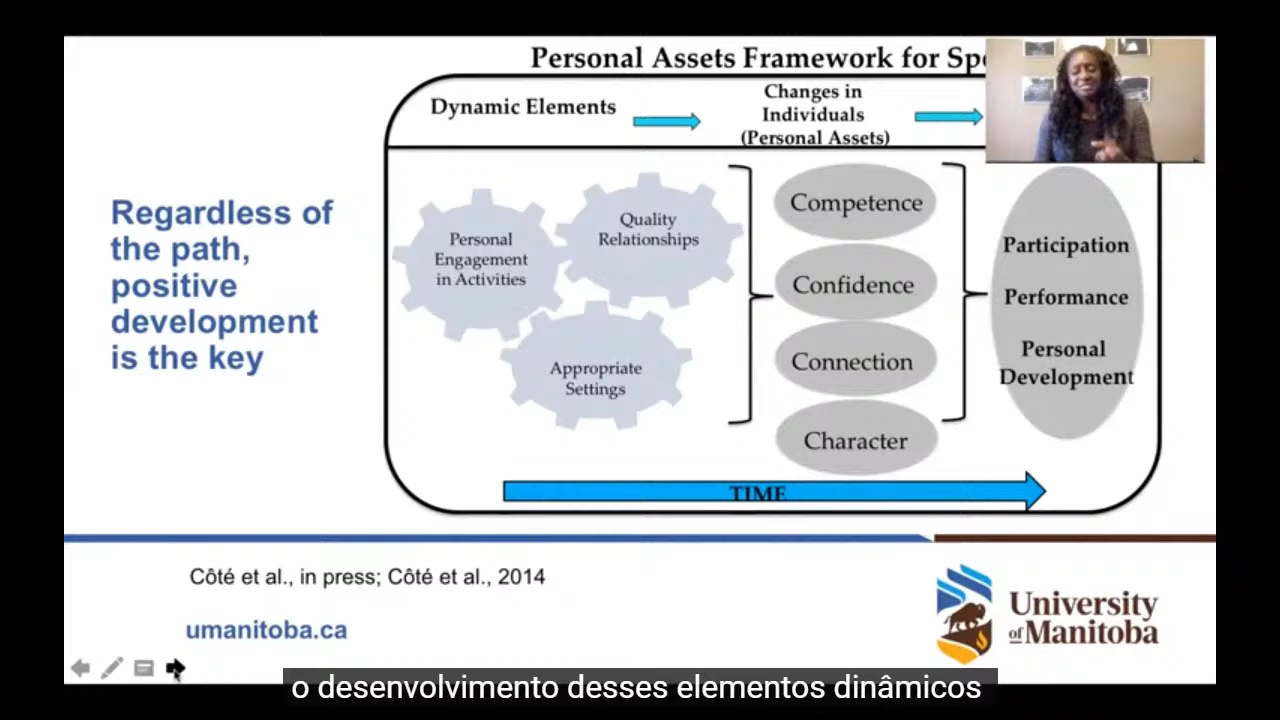 Personal Assets Framework for
Dynamic Elements
Changes in
Individuals
(Personal Assets)
Regardless of
the path,
positive
development
is the key
Personal
Engagement
in Activities
Quality
Relationships
Appropriate
Settings
Competence
Confidence
Connection
Character
Participation
Performance
Personal
Development
TIME
Côté et al., in press; Côté et al., 2014
umanitoba.ca
University
of Manitoba
o desenvolvimento desses elementos dinâmicos